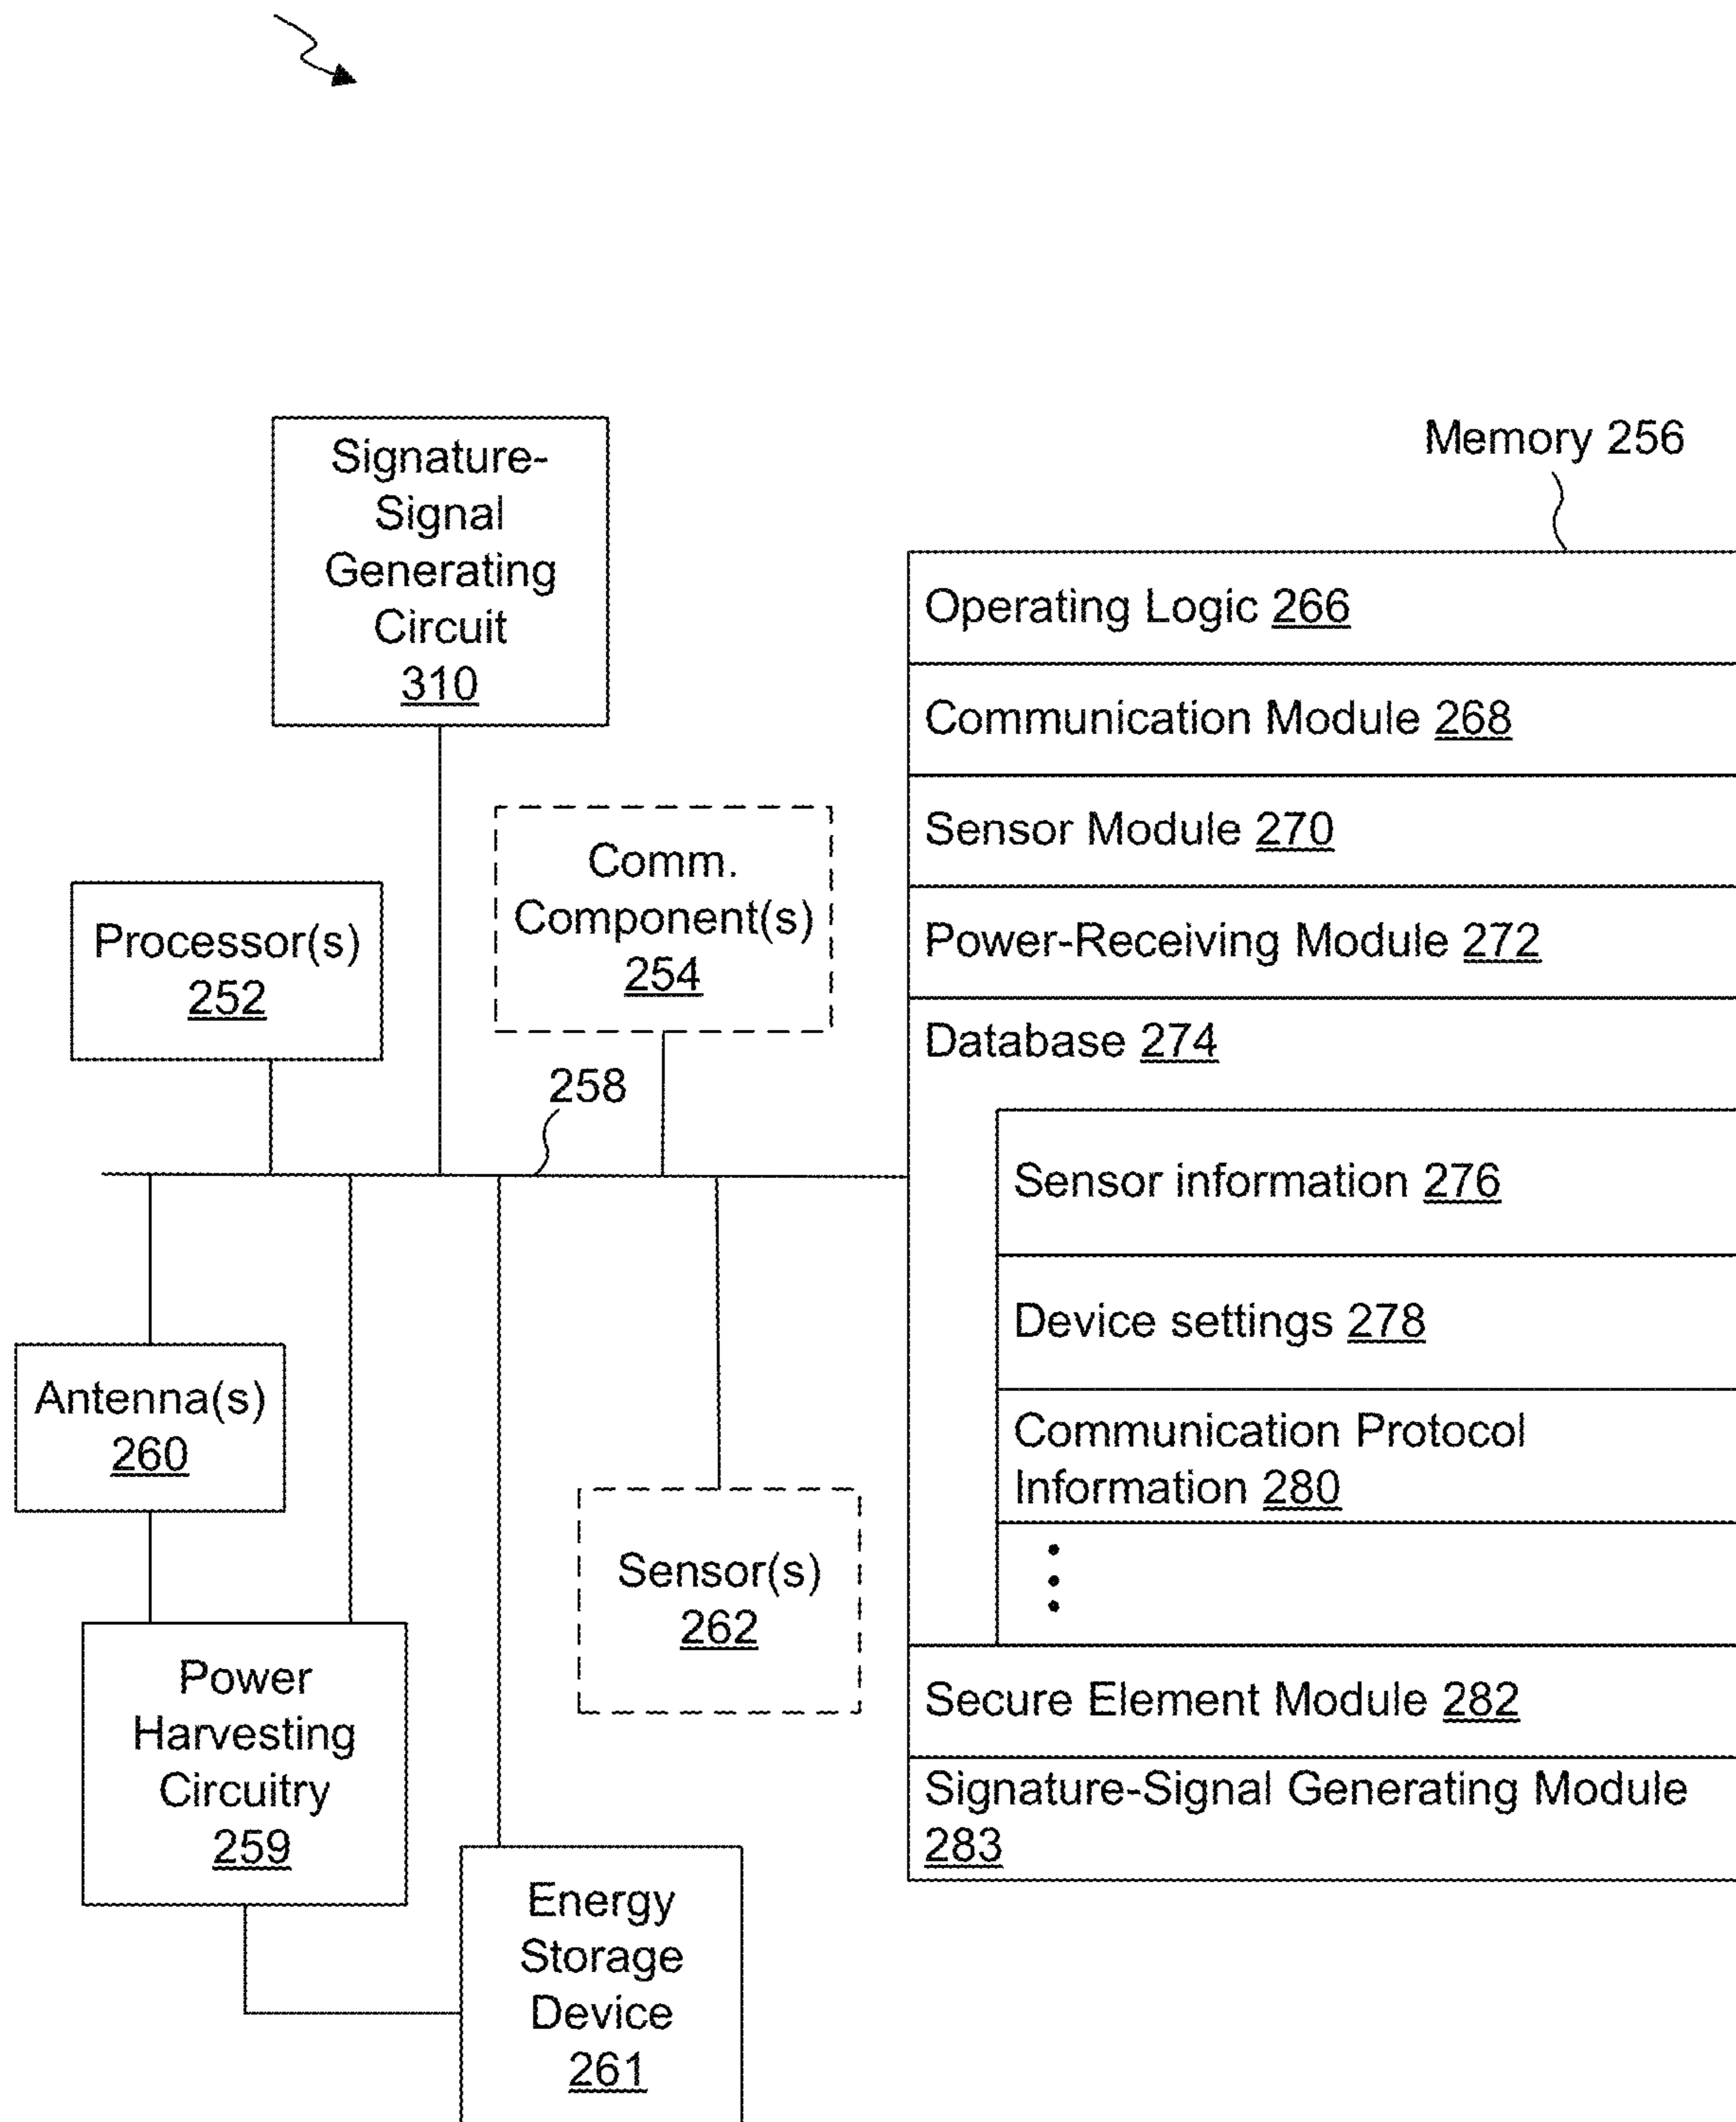 Signature-
Signal
Generating
Circuit
310
Memory 256
Operating Logic 266
Communication Module 268
Sensor Module 270
Power-Receiving Module 272
Database 274
Sensor information 276
Device settings 278
Communication Protocol
Information 280
Secure Element Module 282
Signature-Signal Generating Module
283
Comm.
Component(s)
254
Processor(s)
252
258
Antenna(s)
260
Sensor(s)
262
Power
Harvesting
Circuitry
259
Energy
Storage
Device
261